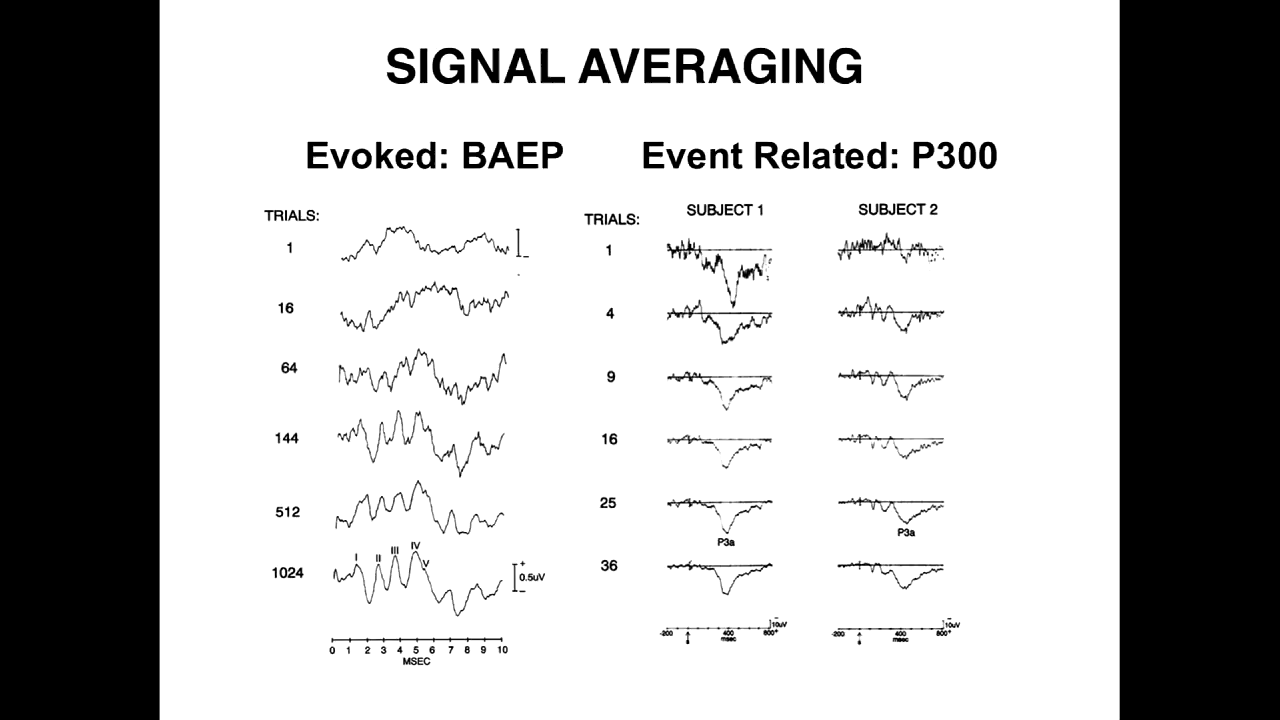 SIGNAL AVERAGING
Evoked: BAEP
Event Related: P300
TRIALS:
1
16
64
144
512
1024
I II III IV V
+
0.5uV
−
0 1 2 3 4 5 6 7 8 9 10
MSEC
TRIALS:
SUBJECT 1
SUBJECT 2
1
4
9
16
25
P3a
P3a
36
−
10uV
+
-200 400 800
msec
s
−
10uV
+
-200 400 800
msec
s